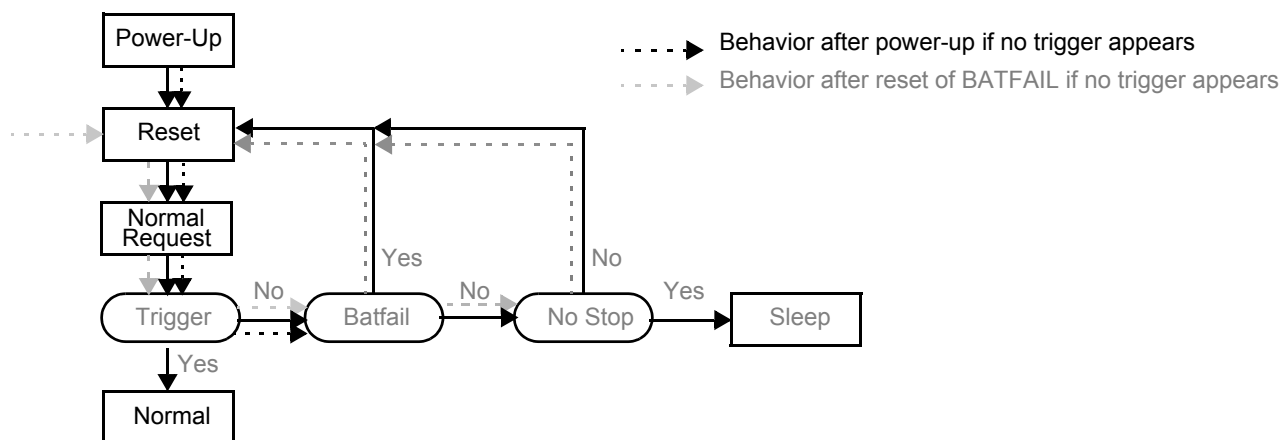 Power-Up
Behavior after power-up if no trigger appears
Behavior after reset of BATFAIL if no trigger appears
Reset
Normal
Request
Yes
No
No
No
Yes
Trigger
Batfail
No Stop
Sleep
Yes
Normal